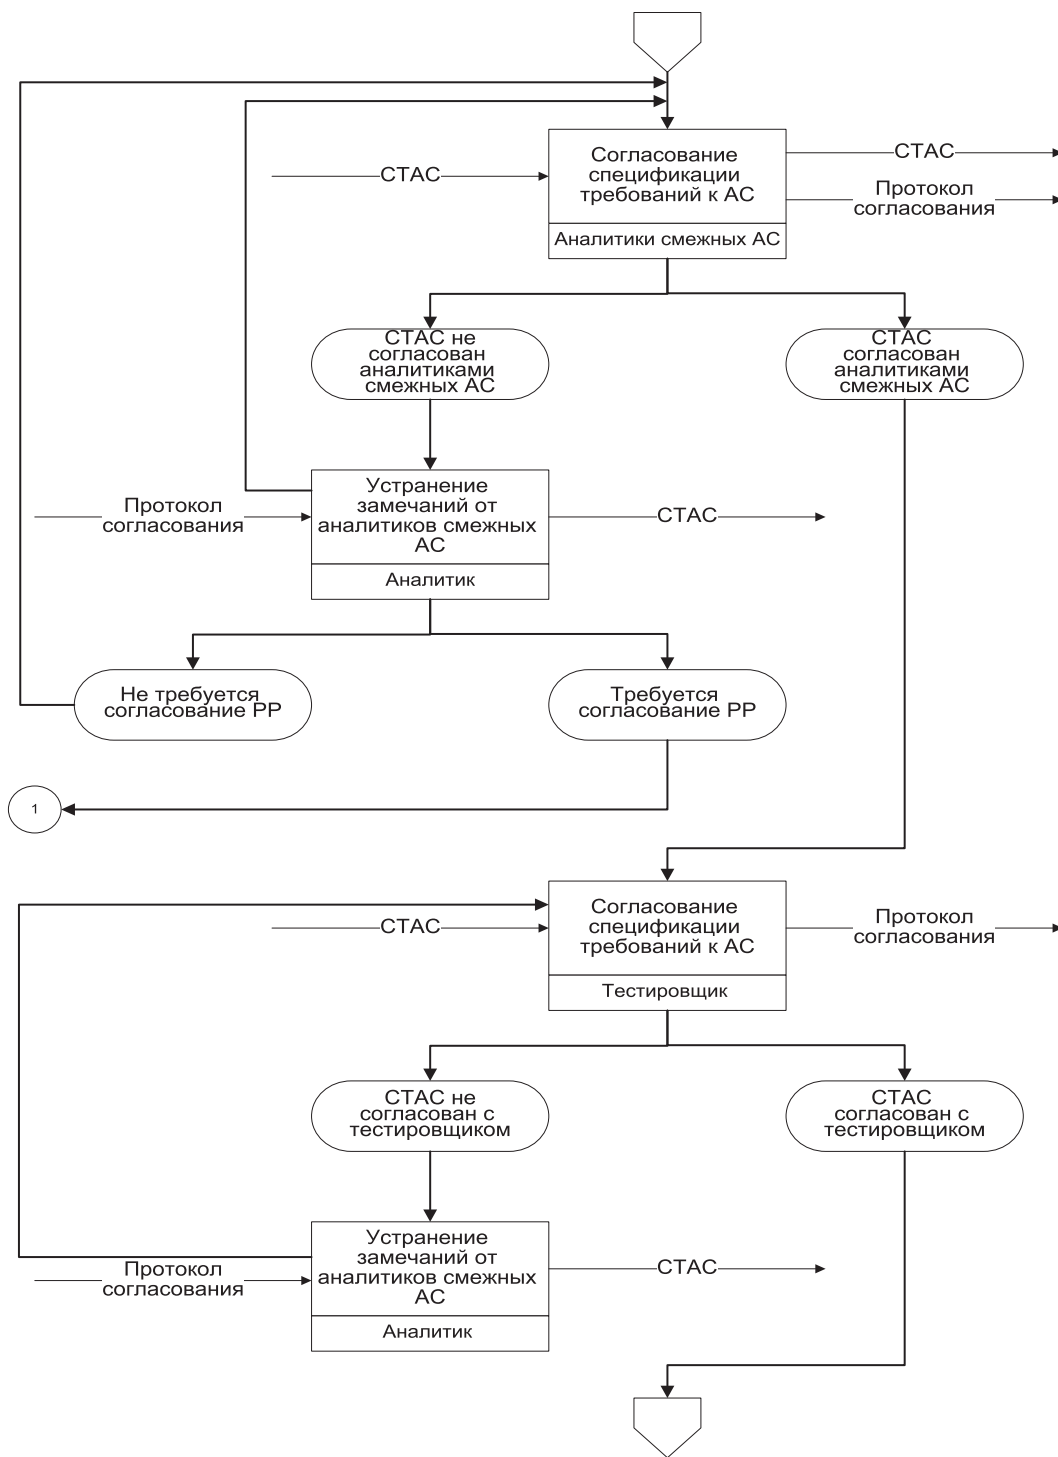 Согласование
спецификации
требований к АС
Аналитики смежных АС
СТАС
СТАС
Протокол
согласования
СТАС не
согласован
аналитиками
смежных АС
СТАС
согласован
аналитиками
смежных АС
Устранение
замечаний от
аналитиков смежных
АС
Аналитик
Протокол
согласования
СТАС
Не требуется
согласование РР
Требуется
согласование РР
1
Согласование
спецификации
требований к АС
Тестировщик
СТАС
Протокол
согласования
СТАС не
согласован с
тестировщиком
СТАС
согласован с
тестировщиком
Устранение
замечаний от
аналитиков смежных
АС
Аналитик
Протокол
согласования
СТАС